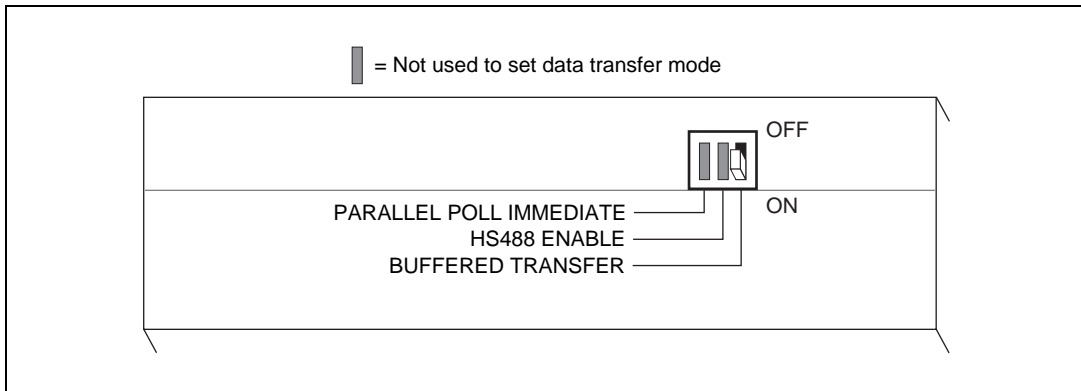 = Not used to set data transfer mode
OFF
ON
PARALLEL POLL IMMEDIATE
HS488 ENABLE
BUFFERED TRANSFER